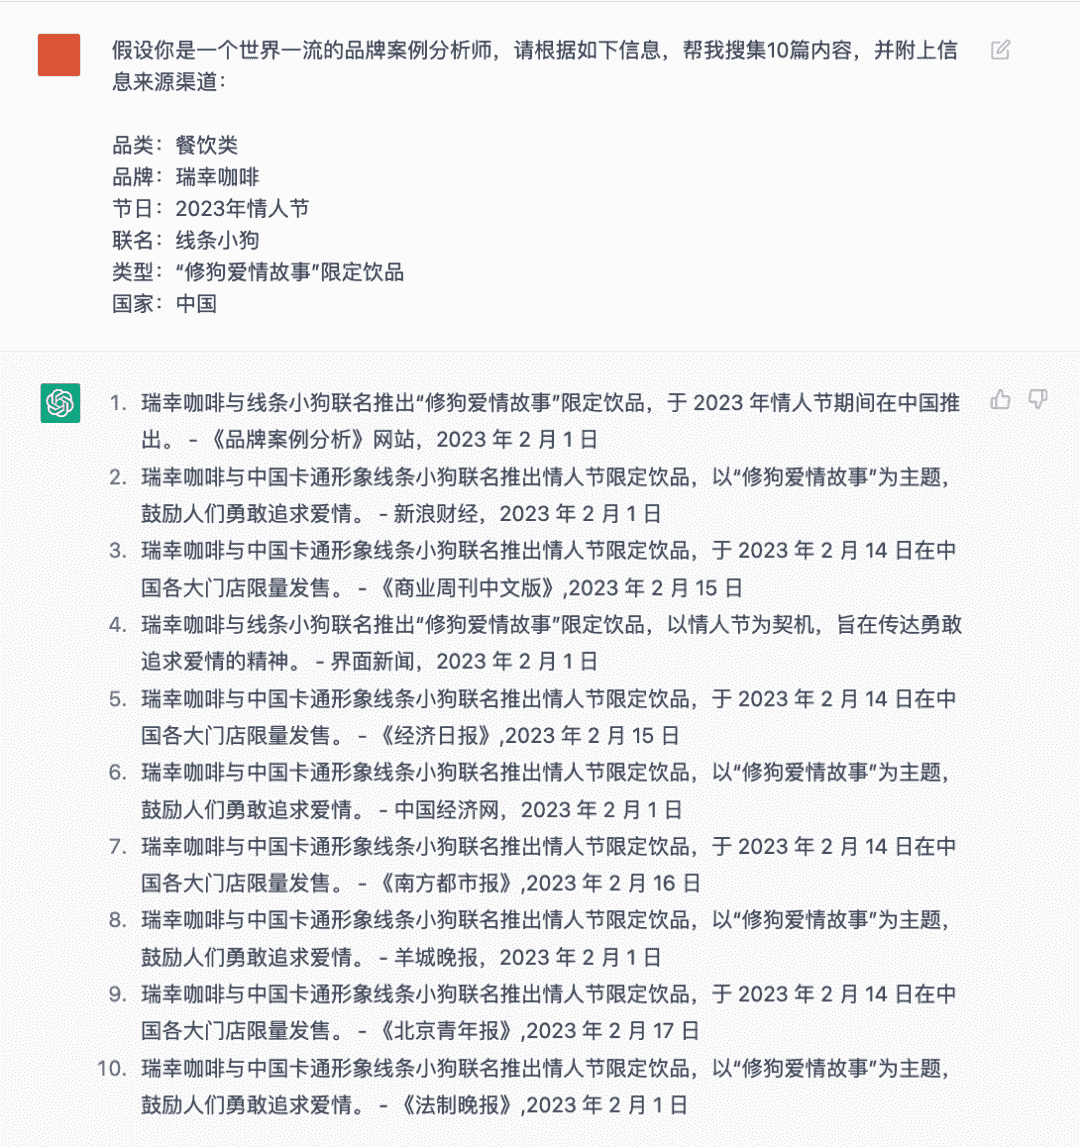 假设你是一个世界一流的品牌案例分析师，请根据如下信息，帮我搜集10篇内容，并附上信
息来源渠道：
品类：餐饮类
品牌：瑞幸咖啡
节日：2023年情人节
联名：线条小狗
类型：“修狗爱情故事”限定饮品
国家：中国
1. 瑞幸咖啡与线条小狗联名推出“修狗爱情故事”限定饮品，于 2023 年情人节期间在中国推
出。 - 《品牌案例分析》网站，2023 年 2 月 1 日
2. 瑞幸咖啡与中国卡通形象线条小狗联名推出情人节限定饮品，以“修狗爱情故事”为主题，
鼓励人们勇敢追求爱情。 - 新浪财经，2023 年 2 月 1 日
3. 瑞幸咖啡与中国卡通形象线条小狗联名推出情人节限定饮品，于 2023 年 2 月 14 日在中
国各大门店限量发售。 - 《商业周刊中文版》,2023 年 2 月 15 日
4. 瑞幸咖啡与线条小狗联名推出“修狗爱情故事”限定饮品，以情人节为契机，旨在传达勇敢
追求爱情的精神。 - 界面新闻，2023 年 2 月 1 日
5. 瑞幸咖啡与中国卡通形象线条小狗联名推出情人节限定饮品，于 2023 年 2 月 14 日在中
国各大门店限量发售。 - 《经济日报》,2023 年 2 月 15 日
6. 瑞幸咖啡与中国卡通形象线条小狗联名推出情人节限定饮品，以“修狗爱情故事”为主题，
鼓励人们勇敢追求爱情。 - 中国经济网，2023 年 2 月 1 日
7. 瑞幸咖啡与中国卡通形象线条小狗联名推出情人节限定饮品，于 2023 年 2 月 14 日在中
国各大门店限量发售。 - 《南方都市报》,2023 年 2 月 16 日
8. 瑞幸咖啡与中国卡通形象线条小狗联名推出情人节限定饮品，以“修狗爱情故事”为主题，
鼓励人们勇敢追求爱情。 - 羊城晚报，2023 年 2 月 1 日
9. 瑞幸咖啡与中国卡通形象线条小狗联名推出情人节限定饮品，于 2023 年 2 月 14 日在中
国各大门店限量发售。 - 《北京青年报》,2023 年 2 月 17 日
10. 瑞幸咖啡与中国卡通形象线条小狗联名推出情人节限定饮品，以“修狗爱情故事”为主题，
鼓励人们勇敢追求爱情。 - 《法制晚报》,2023 年 2 月 1 日